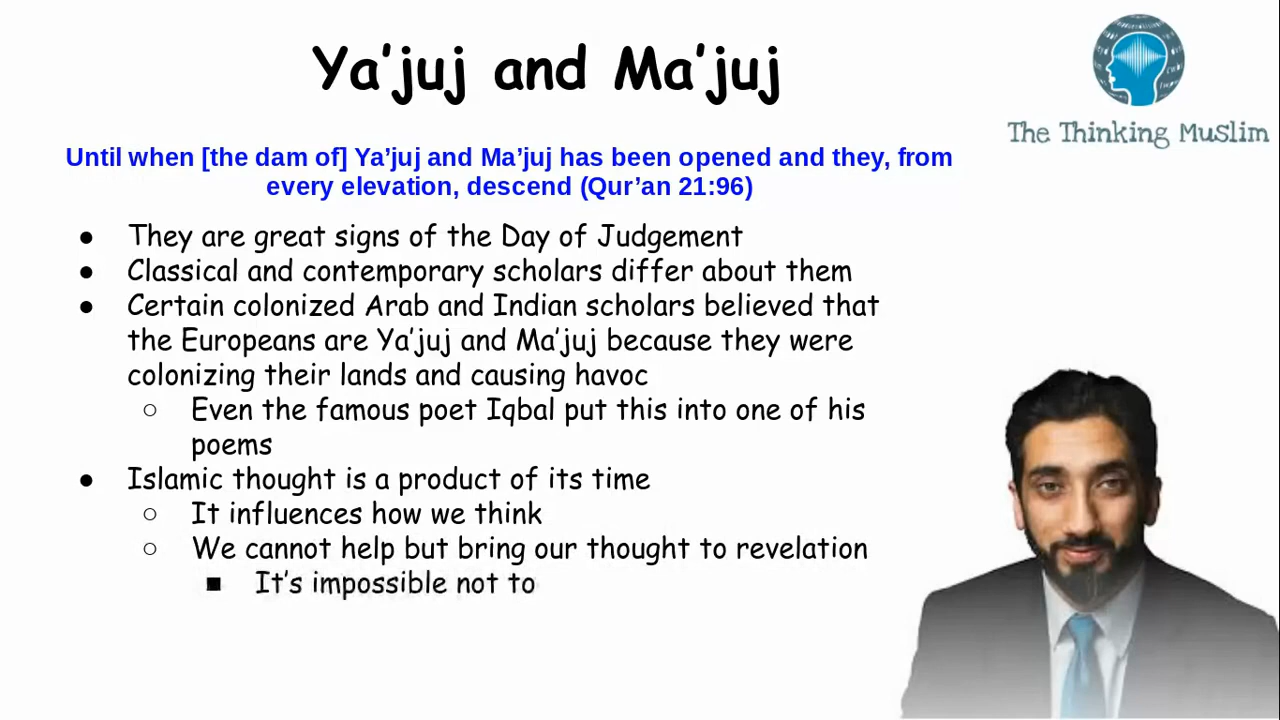 Ya’juj and Ma’juj
The Thinking Muslim
Until when [the dam of] Ya’juj and Ma’juj has been opened and they, from
every elevation, descend (Qur’an 21:96)
● They are great signs of the Day of Judgement
● Classical and contemporary scholars differ about them
● Certain colonized Arab and Indian scholars believed that
the Europeans are Ya’juj and Ma’juj because they were
colonizing their lands and causing havoc
○ Even the famous poet Iqbal put this into one of his
poems
● Islamic thought is a product of its time
○ It influences how we think
○ We cannot help but bring our thought to revelation
■ It’s impossible not to